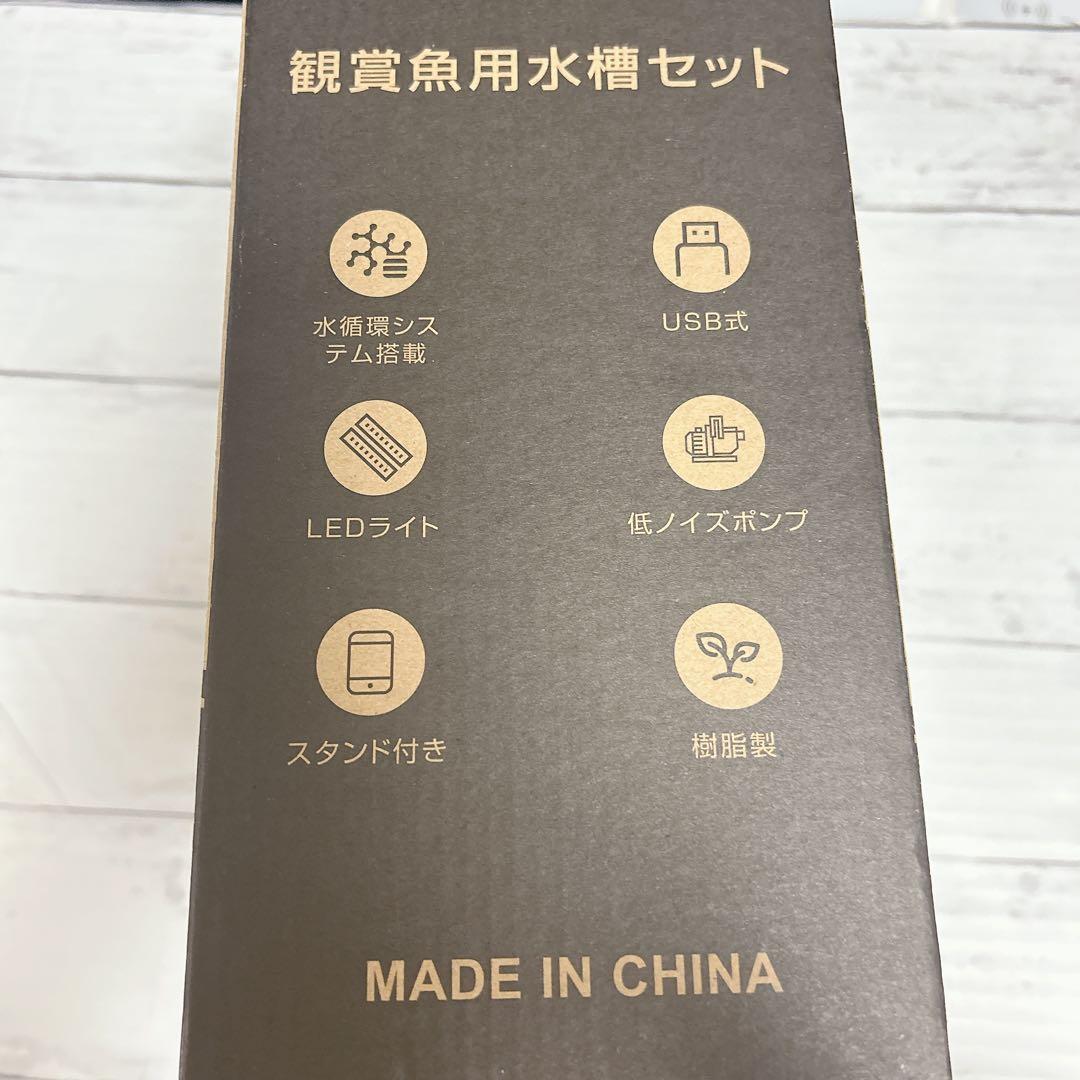 観賞魚用水槽セット
水循環シス
テム搭載
USB式
LEDライト
低ノイズポンプ
スタンド付き
樹脂製
MADE IN CHINA